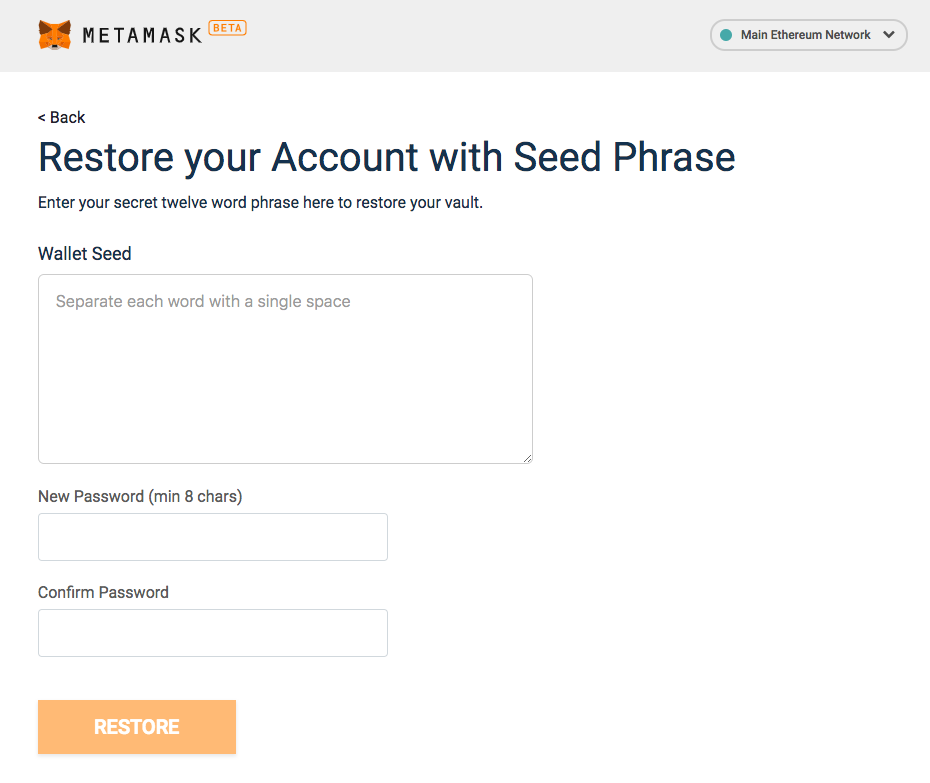 METAMASK BETA
Main Ethereum Network
< Back
Restore your Account with Seed Phrase
Enter your secret twelve word phrase here to restore your vault.
Wallet Seed
Separate each word with a single space
New Password (min 8 chars)
Confirm Password
RESTORE